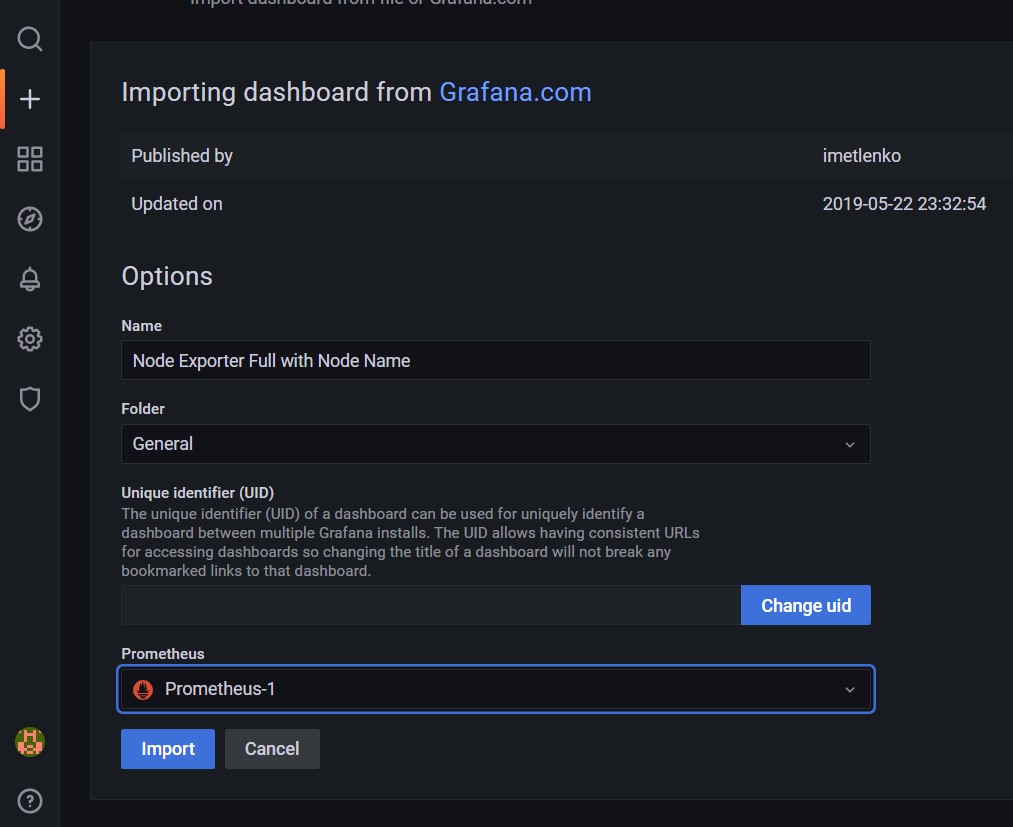 Import dashboard from file or Grafana.com
Importing dashboard from Grafana.com
Published by imetlenko
Updated on 2019-05-22 23:32:54
Options
Name
Node Exporter Full with Node Name
Folder
General
Unique identifier (UID)
The unique identifier (UID) of a dashboard can be used for uniquely identify a
dashboard between multiple Grafana installs. The UID allows having consistent URLs
for accessing dashboards so changing the title of a dashboard will not break any
bookmarked links to that dashboard.
Change uid
Prometheus
Prometheus-1
Import Cancel